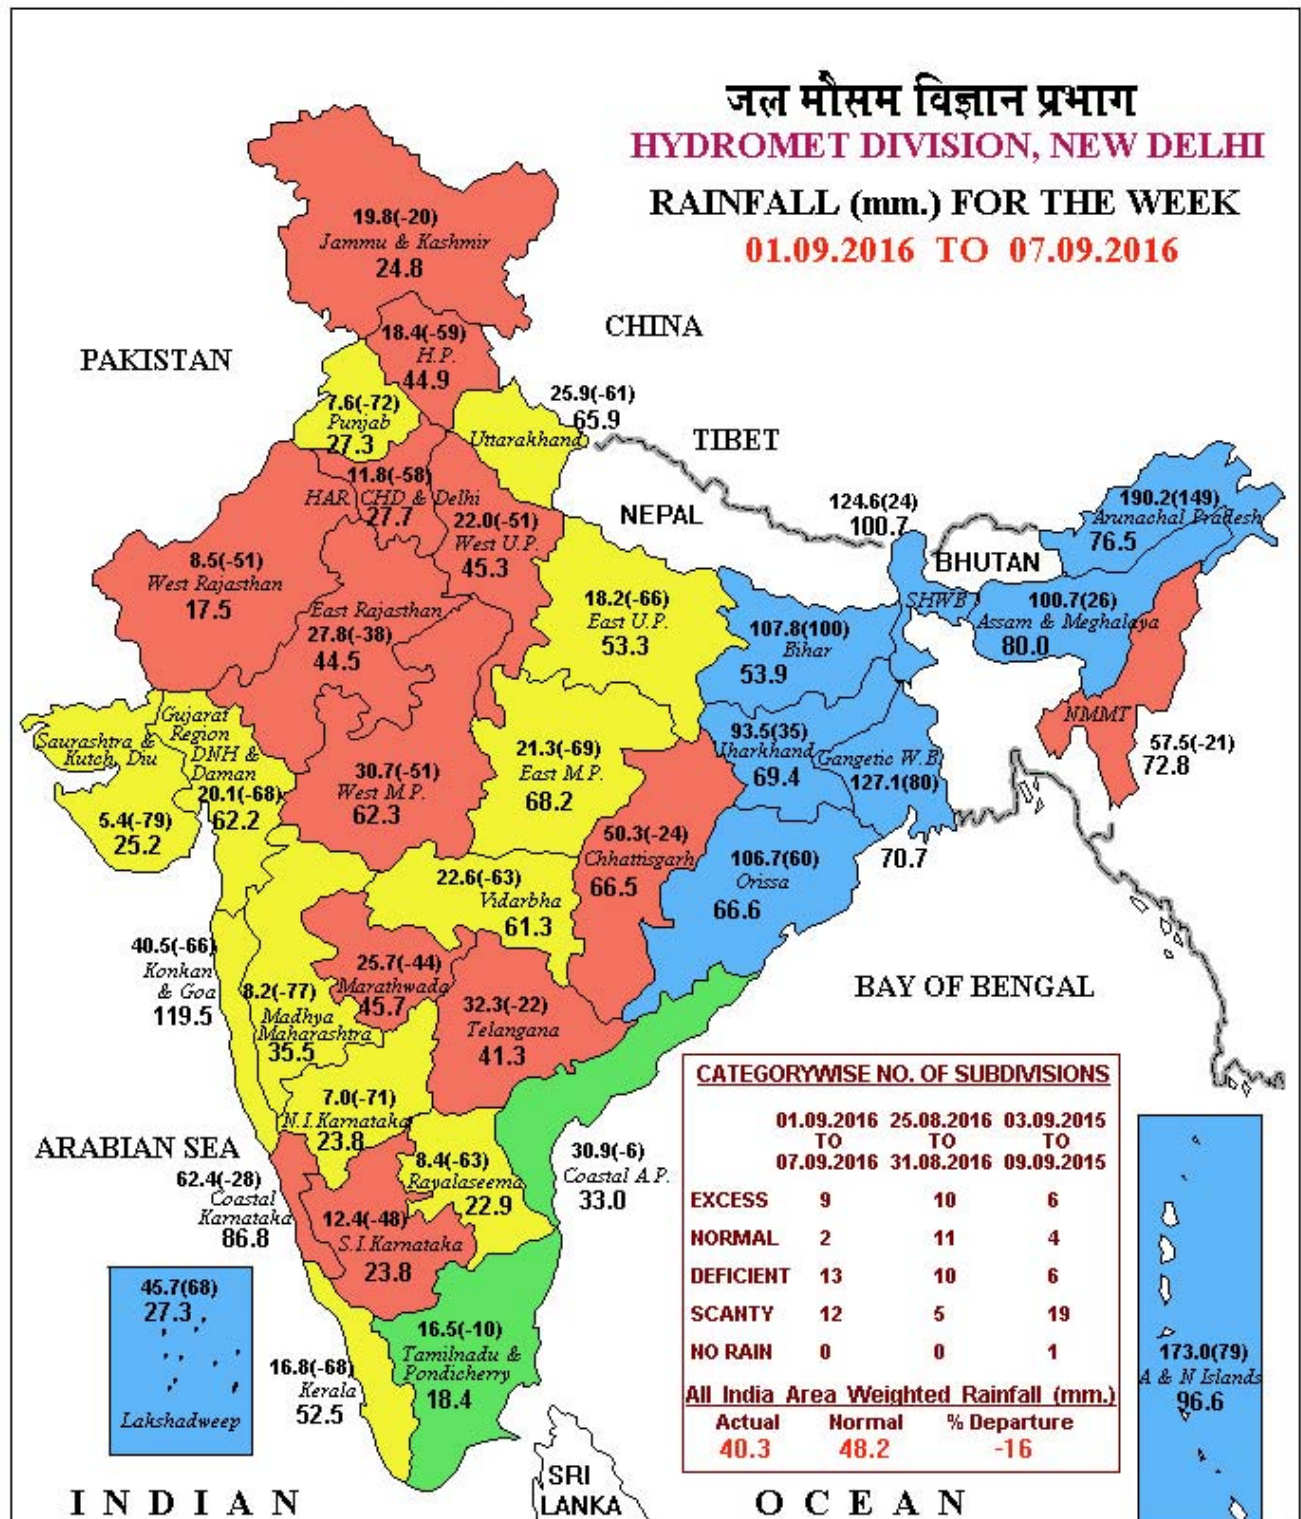 जल मौसम विज्ञान प्रभाग
HYDROMET DIVISION, NEW DELHI
RAINFALL (mm.) FOR THE WEEK
01.09.2016 TO 07.09.2016
19.8(-20)
Jammu & Kashmir
24.8
CHINA
18.4(-59)
H.P.
44.9
PAKISTAN
7.6(-72)
Punjab
27.3
25.9(-61)
65.9
Uttarakhand
TIBET
11.8(-58)
HAR CHD & Delhi
27.7
22.0(-51)
West U.P.
45.3
NEPAL
124.6(24)
100.7
SHWB
BHUTAN
190.2(149)
Arunachal Pradesh
76.5
8.5(-51)
West Rajasthan
17.5
East Rajasthan
27.8(-38)
44.5
18.2(-66)
East U.P.
53.3
107.8(100)
Bihar
53.9
100.7(26)
Assam & Meghalaya
80.0
NMMT
57.5(-21)
72.8
Saurashtra &
Kutch, Diu
5.4(-79)
25.2
Gujarat
Region
DNH &
Daman
20.1(-68)
62.2
30.7(-51)
West M.P.
62.3
21.3(-69)
East M.P.
68.2
93.5(35)
Jharkhand
69.4
Gangetic W.B
127.1(80)
70.7
50.3(-24)
Chhattisgarh
66.5
106.7(60)
Orissa
66.6
22.6(-63)
Vidarbha
61.3
40.5(-66)
Konkan
& Goa
119.5
8.2(-77)
Madhya
Maharashtra
35.5
25.7(-44)
Marathwada
45.7
32.3(-22)
Telangana
41.3
BAY OF BENGAL
7.0(-71)
N.I.Karnataka
23.8
ARABIAN SEA
62.4(-28)
Coastal
Karnataka
86.8
8.4(-63)
Rayalaseema
22.9
30.9(-6)
Coastal A.P.
33.0
12.4(-48)
S.I.Karnataka
23.8
45.7(68)
27.3
Lakshadweep
16.8(-68)
Kerala
52.5
16.5(-10)
Tamilnadu &
Pondicherry
18.4
CATEGORYWISE NO. OF SUBDIVISIONS
01.09.2016 25.08.2016 03.09.2015
TO TO TO
07.09.2016 31.08.2016 09.09.2015
EXCESS 9 10 6
NORMAL 2 11 4
DEFICIENT 13 10 6
SCANTY 12 5 19
NO RAIN 0 0 1
All India Area Weighted Rainfall (mm.)
Actual Normal % Departure
40.3 48.2 -16
173.0(79)
A & N Islands
96.6
SRI
LANKA
INDIAN OCEAN